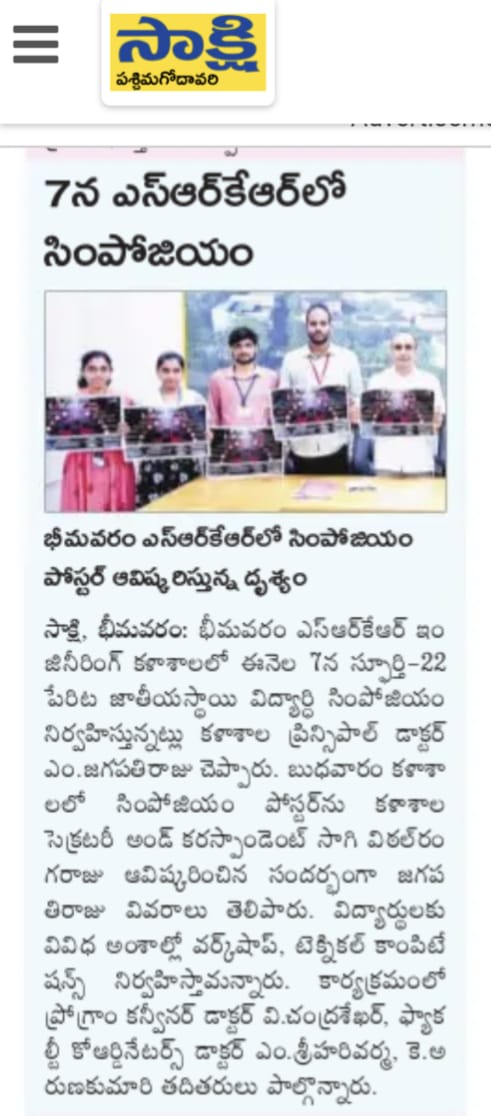 సాక్షి
పశ్చిమగోదావరి
7న ఎస్ఆర్‌కేఆర్‌లో
సింపోజియం
భీమవరం ఎస్ఆర్‌కేఆర్‌లో సింపోజియం
పోస్టర్ ఆవిష్కరిస్తున్న దృశ్యం
సాక్షి, భీమవరం: భీమవరం ఎస్ఆర్‌కేఆర్ ఇం
జినీరింగ్ కళాశాలలో ఈనెల 7న స్ఫూర్తి-22
పేరిట జాతీయస్థాయి విద్యార్థి సింపోజియం
నిర్వహిస్తున్నట్లు కళాశాల ప్రిన్సిపాల్ డాక్టర్
ఎం.జగపతిరాజు చెప్పారు. బుధవారం కళాశా
లలో సింపోజియం పోస్టర్‌ను కళాశాల
సెక్రటరీ అండ్ కరస్పాండెంట్ సాగి విఠల్‌రం
గరాజు ఆవిష్కరించిన సందర్భంగా జగప
తిరాజు వివరాలు తెలిపారు. విద్యార్థులకు
వివిధ అంశాల్లో వర్క్‌షాప్, టెక్నికల్ కాంపిటే
షన్స్ నిర్వహిస్తామన్నారు. కార్యక్రమంలో
ప్రోగ్రాం కన్వీనర్ డాక్టర్ వి.చంద్రశేఖర్, ఫ్యాక
ల్టీ కోఆర్డినేటర్స్ డాక్టర్ ఎం.శ్రీహరివర్మ, కె.అ
రుణకుమారి తదితరులు పాల్గొన్నారు.